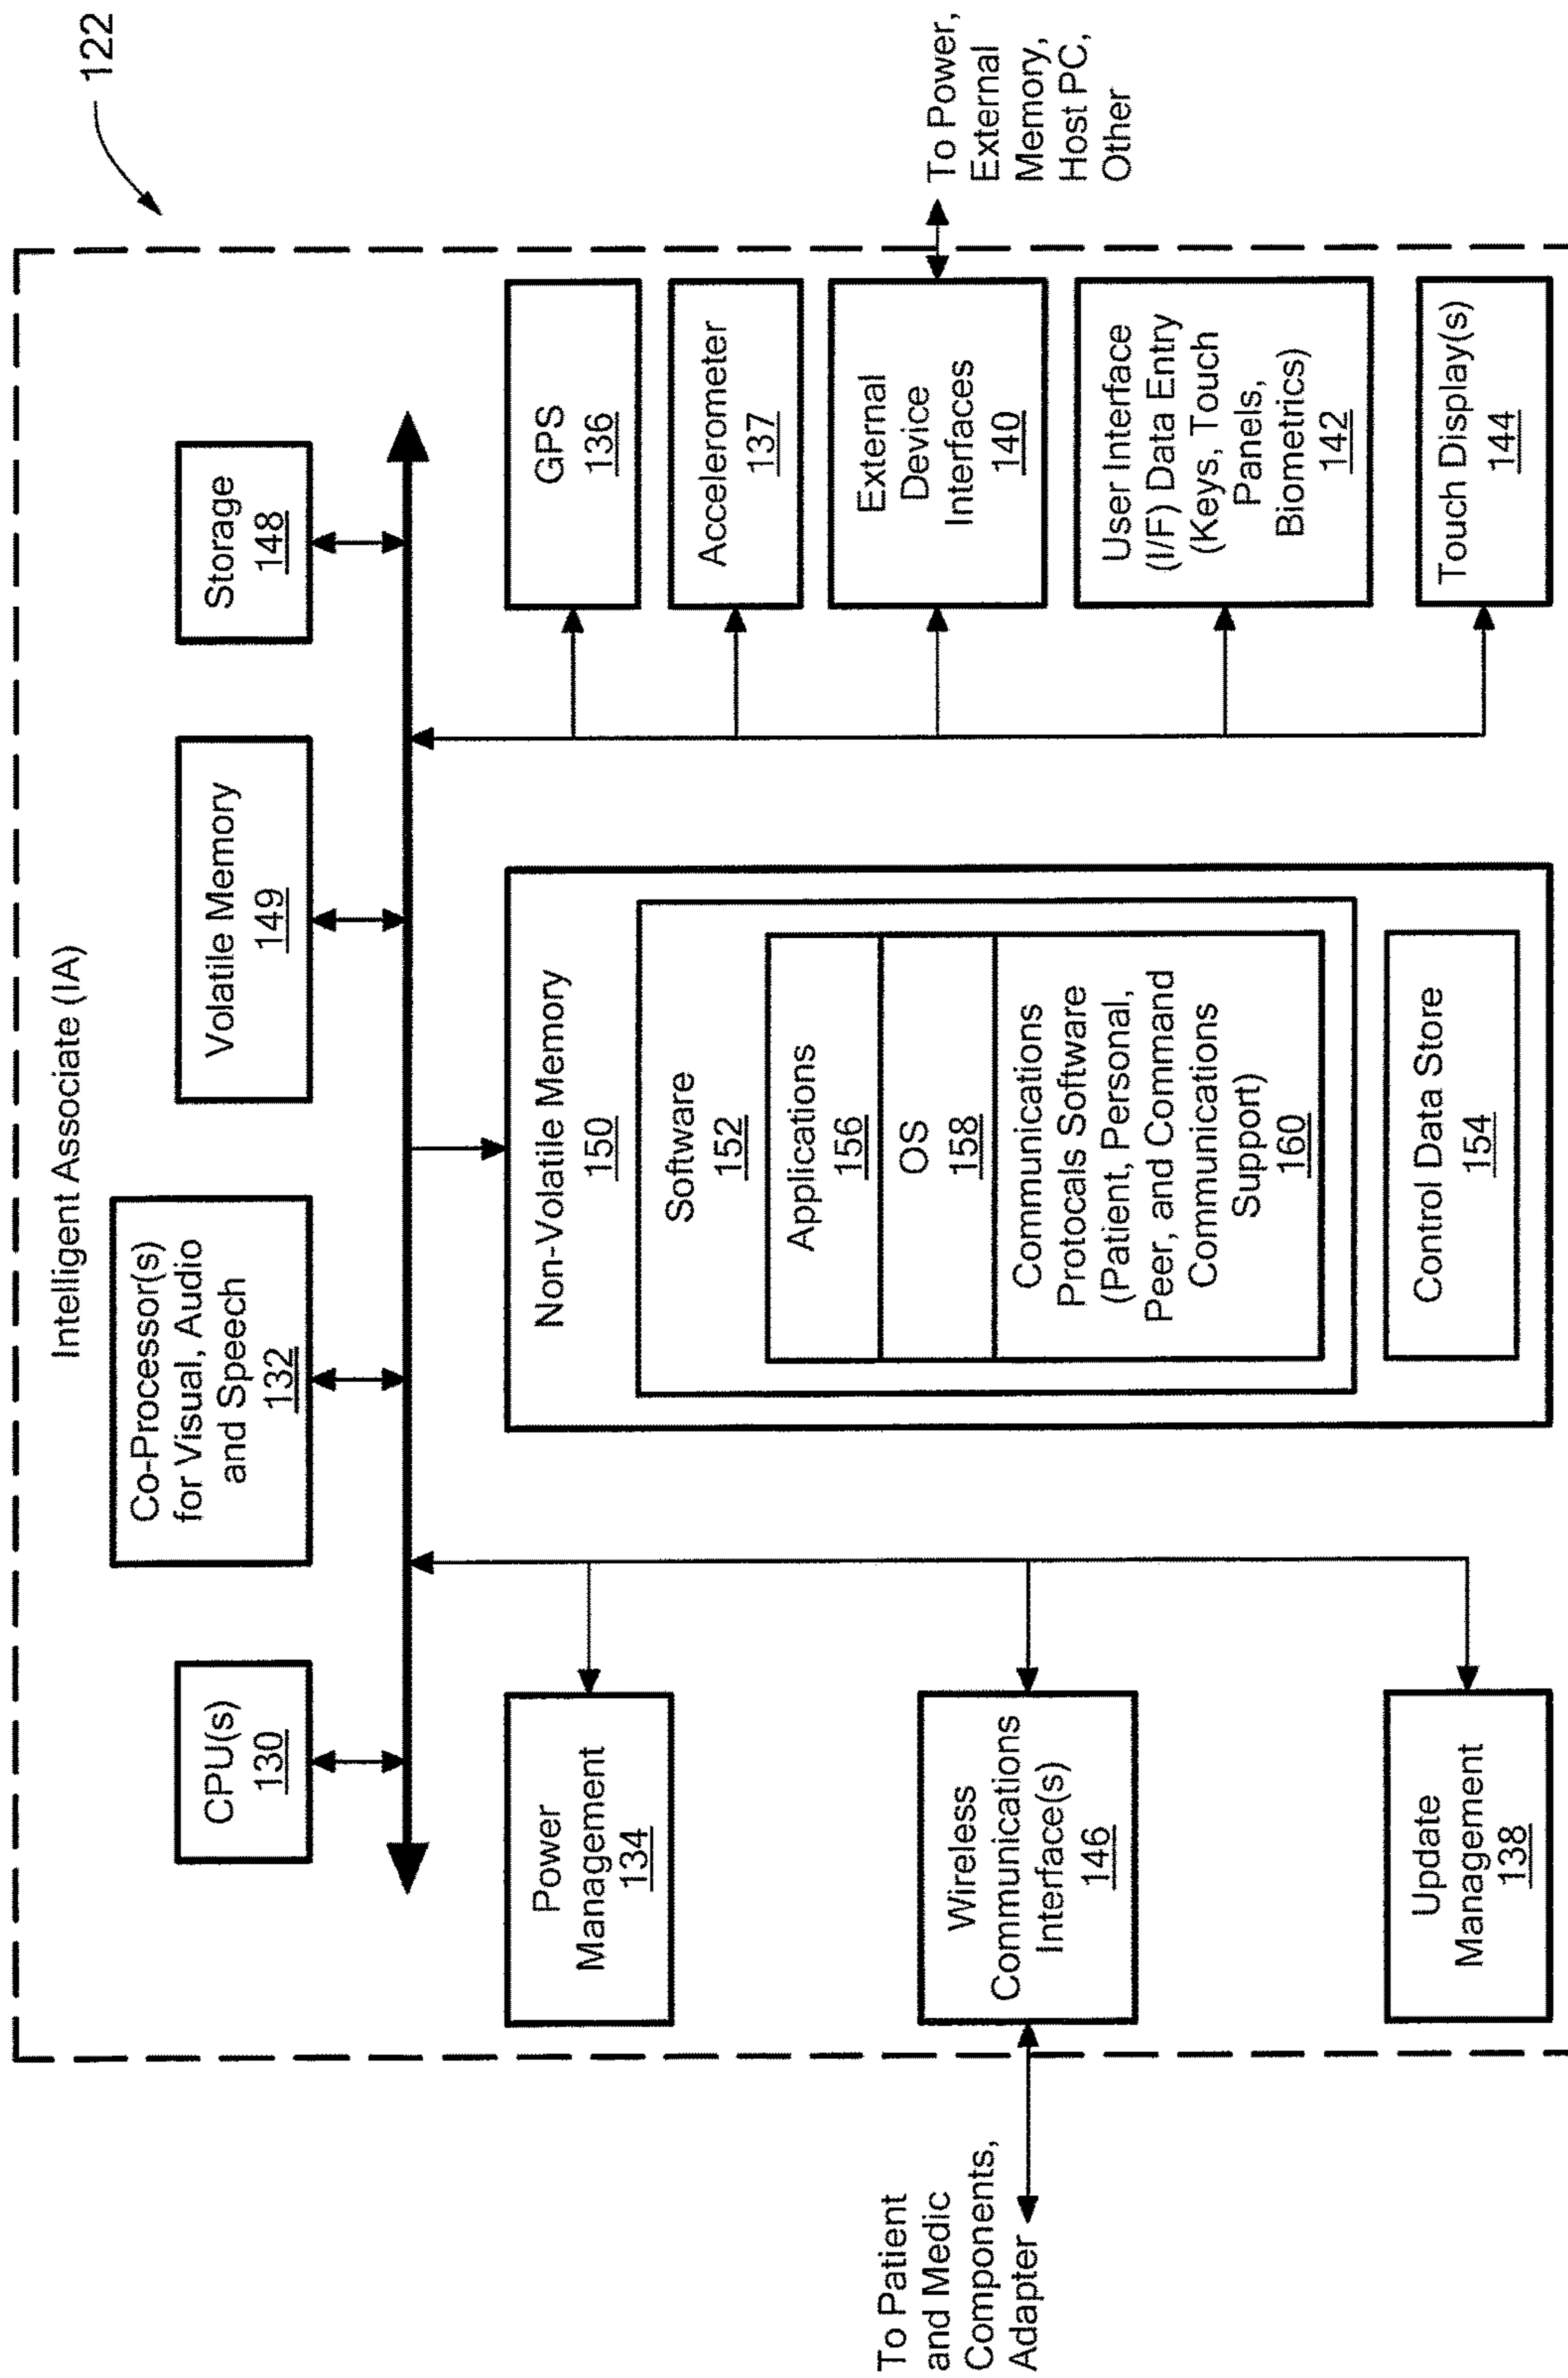 122
Intelligent Associate (IA)
CPU(s)
130
Co-Processor(s)
for Visual, Audio
and Speech
132
Volatile Memory
149
Storage
148
Power
Management
134
Wireless
Communications
Interface(s)
146
Update
Management
138
To Patient
and Medic
Components,
Adapter
Non-Volatile Memory
150
Software
152
Applications
156
OS
158
Communications
Protocals Software
(Patient, Personal,
Peer, and Command
Communications
Support)
160
Control Data Store
154
GPS
136
Accelerometer
137
External
Device
Interfaces
140
User Interface
(I/F) Data Entry
(Keys, Touch
Panels,
Biometrics)
142
Touch Display(s)
144
To Power,
External
Memory,
Host PC,
Other